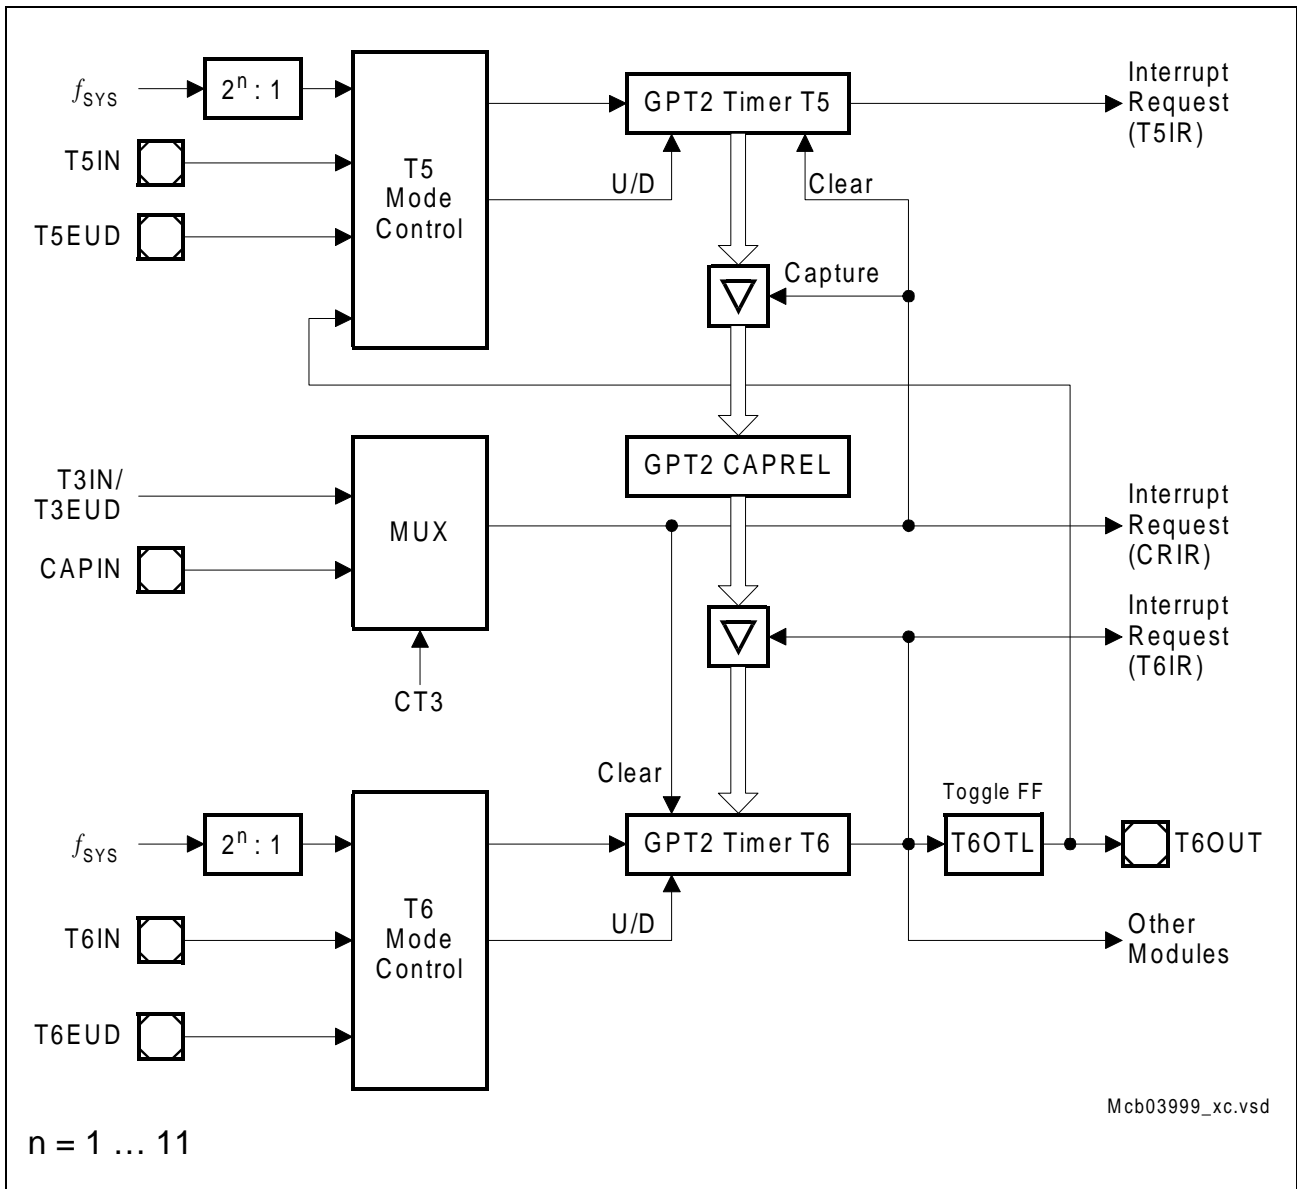 fSYS
2n : 1
T5IN
T5EUD
T5
Mode
Control
GPT2 Timer T5
U/D
Clear
Interrupt
Request
(T5IR)
Capture
T3IN/
T3EUD
CAPIN
MUX
CT3
GPT2 CAPREL
Interrupt
Request
(CRIR)
Interrupt
Request
(T6IR)
Clear
fSYS
2n : 1
T6IN
T6EUD
T6
Mode
Control
GPT2 Timer T6
U/D
Toggle FF
T6OTL
T6OUT
Other
Modules
Mcb03999_xc.vsd
n = 1 ... 11